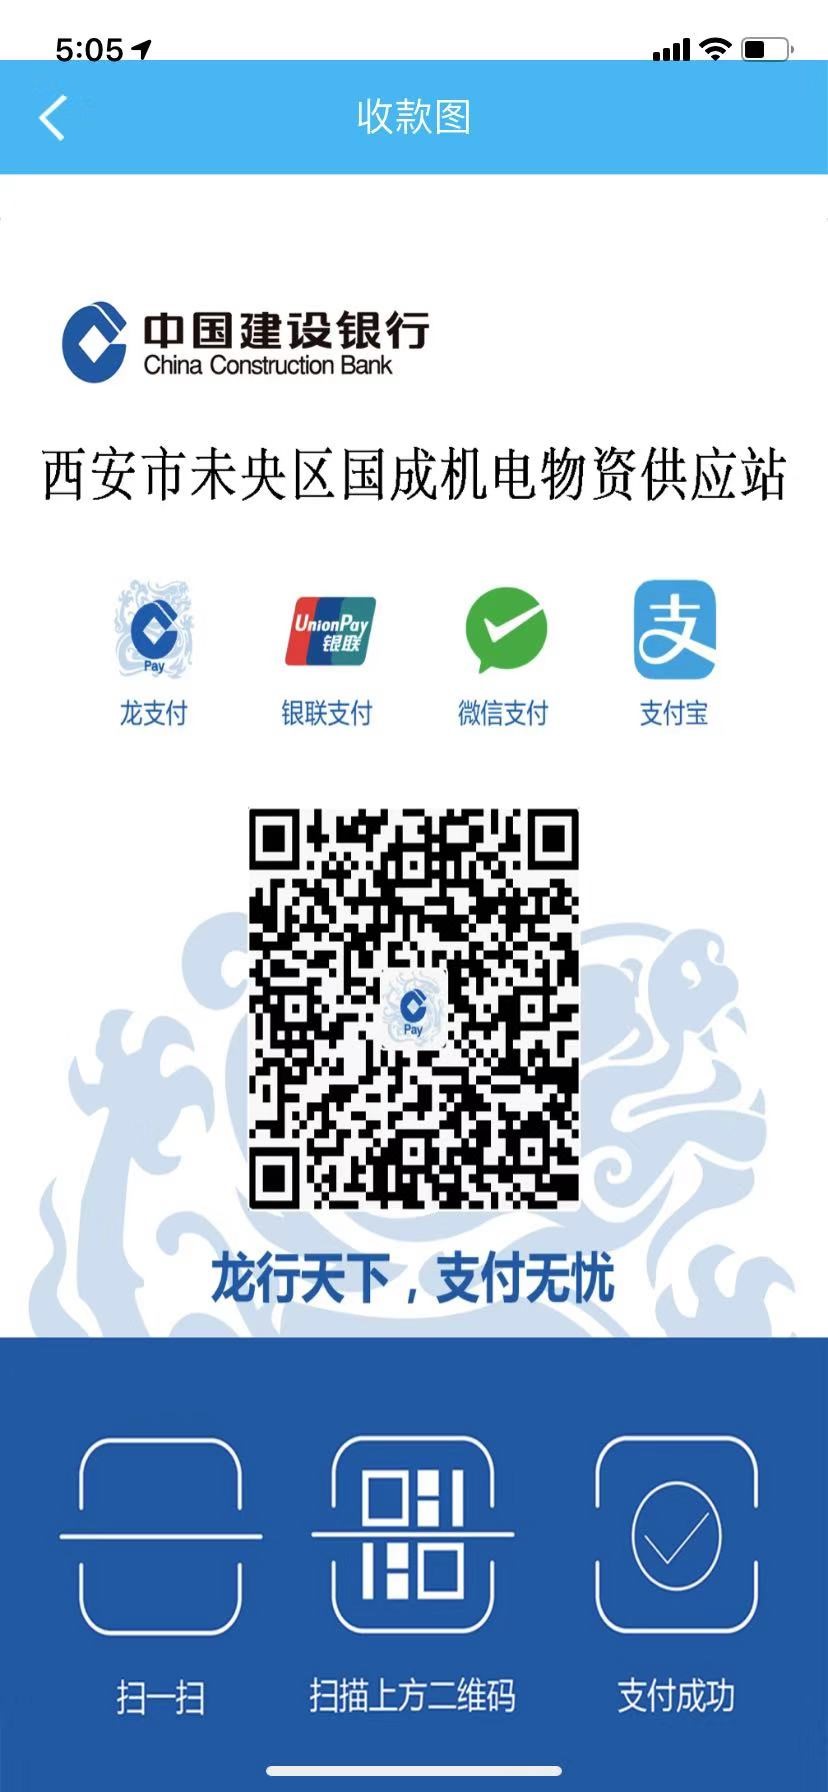 5:05
收款图
中国建设银行
China Construction Bank
西安市未央区国成机电物资供应站
Pay
UnionPay
银联
支
龙支付 银联支付 微信支付 支付宝
Pay
龙行天下，支付无忧
扫一扫 扫描上方二维码 支付成功